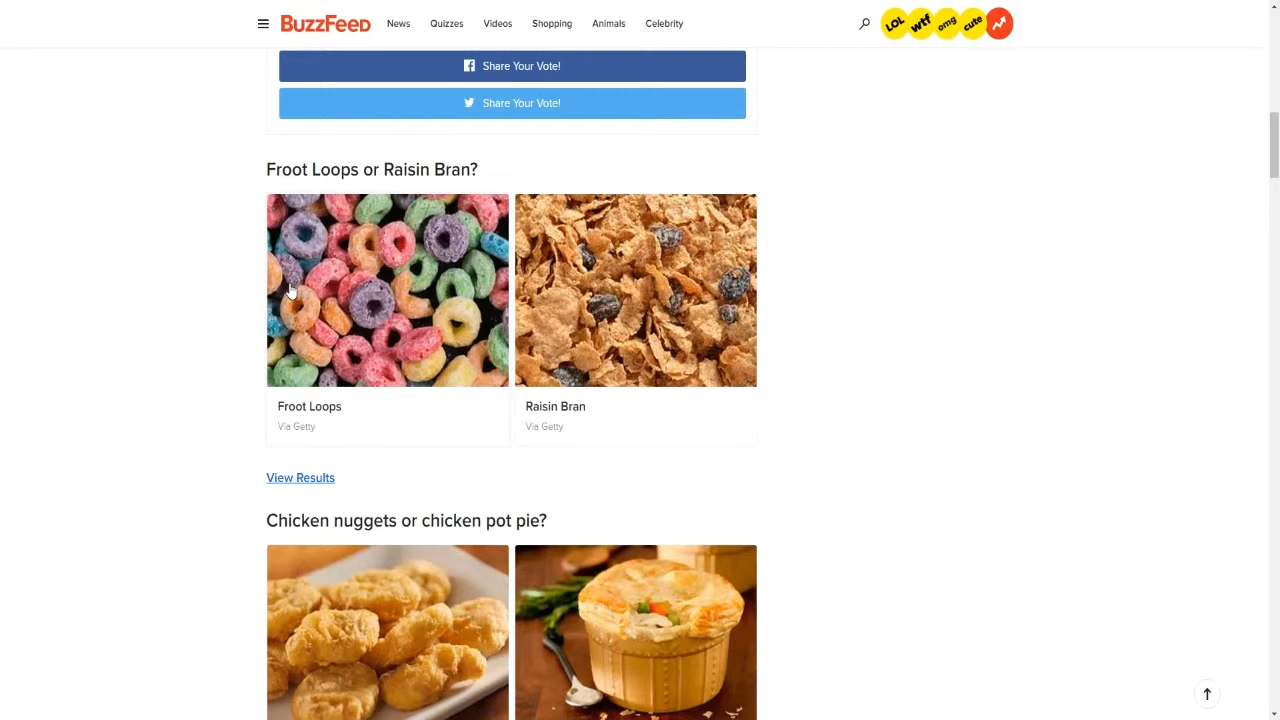 BuzzFeed News Quizzes Videos Shopping Animals Celebrity LOL wtf omg cute
Share Your Vote!
Share Your Vote!
Froot Loops or Raisin Bran?
Froot Loops Raisin Bran
Via Getty Via Getty
View Results
Chicken nuggets or chicken pot pie?